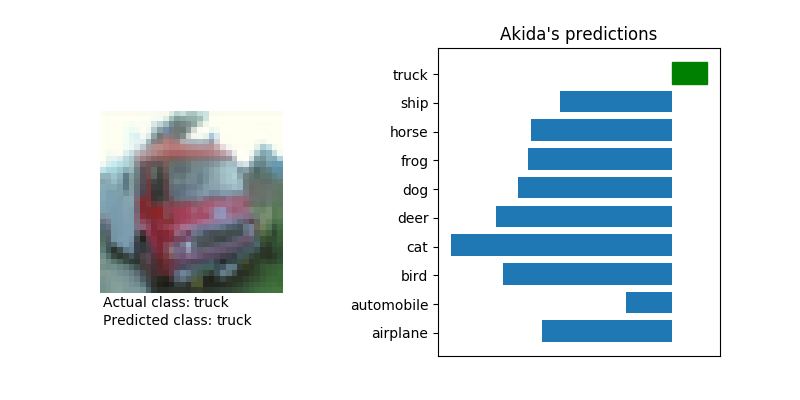 Akida's predictions
truck
ship
horse
frog
dog
deer
cat
bird
automobile
airplane
Actual class: truck
Predicted class: truck